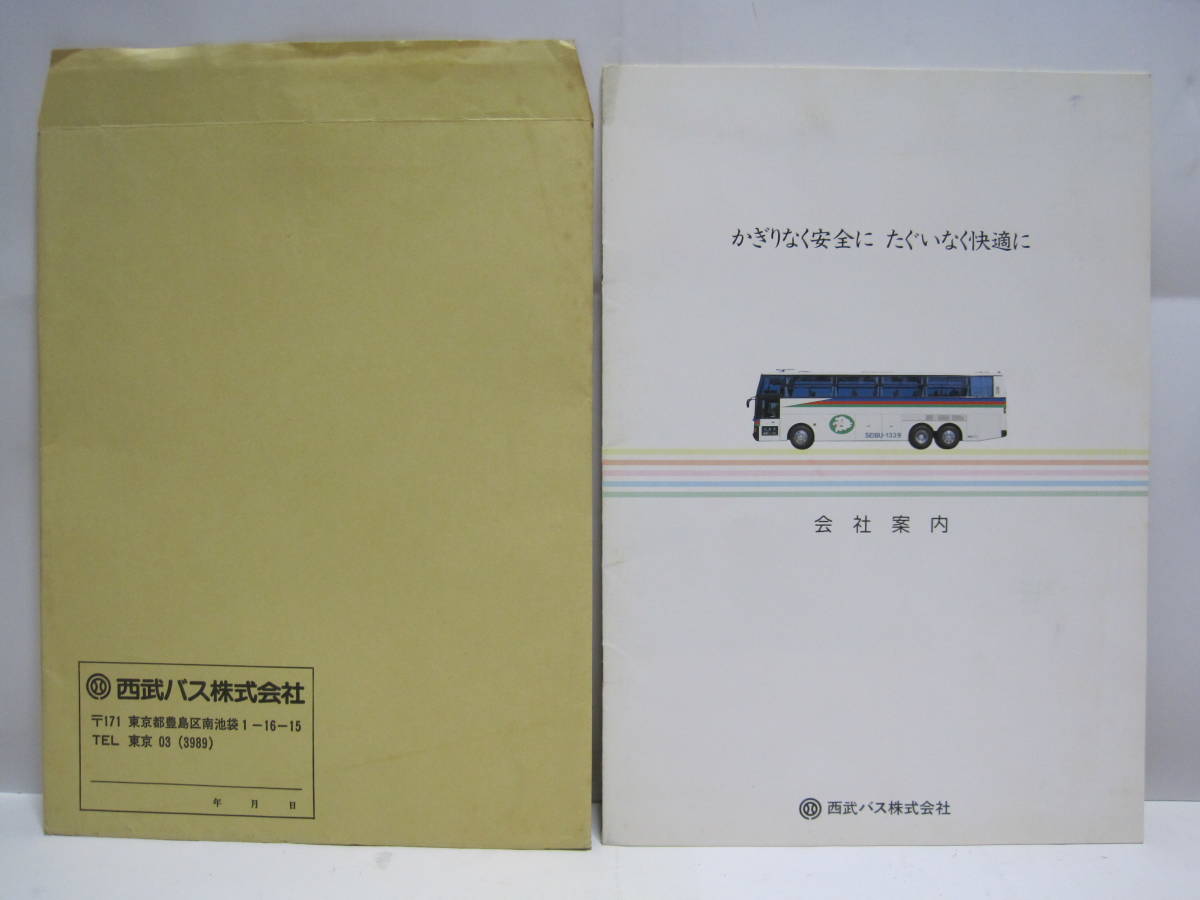 西武バス株式会社
〒171 東京都豊島区南池袋1-16-15
TEL 東京 03 (3989)
年 月 日
かぎりなく安全に たぐいなく快適に
SEIBU-1339
会社案内
西武バス株式会社